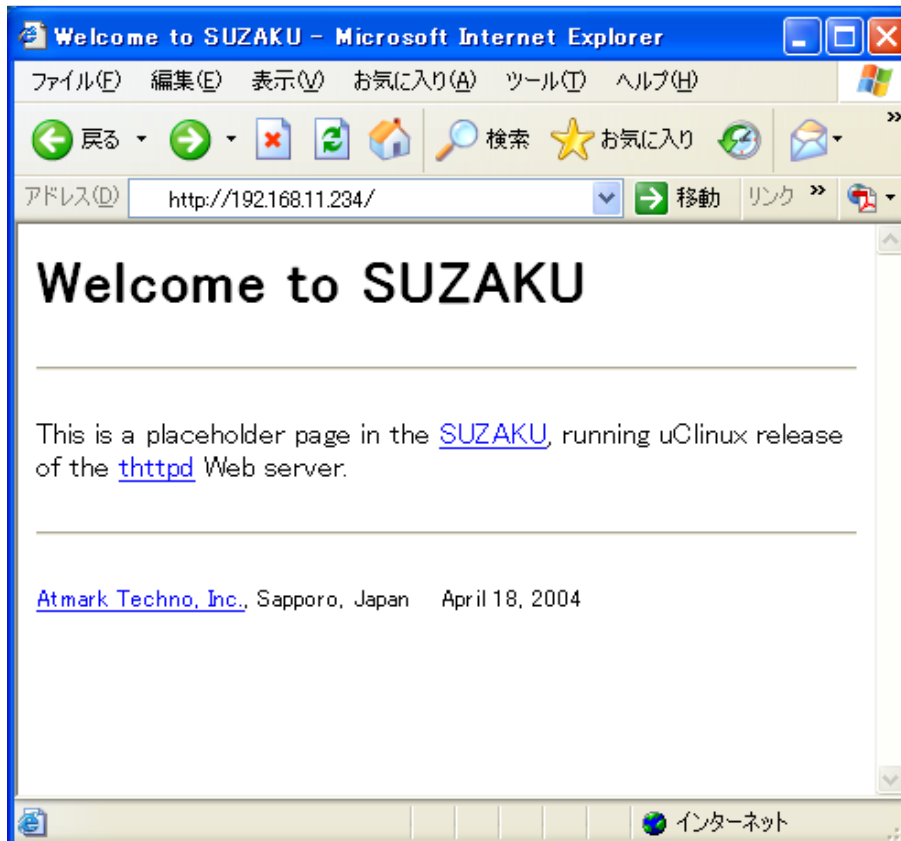 Welcome to SUZAKU - Microsoft Internet Explorer
ファイル(F) 編集(E) 表示(V) お気に入り(A) ツール(T) ヘルプ(H)
戻る 検索 お気に入り »
アドレス(D) http://192.168.11.234/ 移動 リンク »
Welcome to SUZAKU
This is a placeholder page in the SUZAKU, running uClinux release
of the thttpd Web server.
Atmark Techno, Inc., Sapporo, Japan April 18, 2004
インターネット